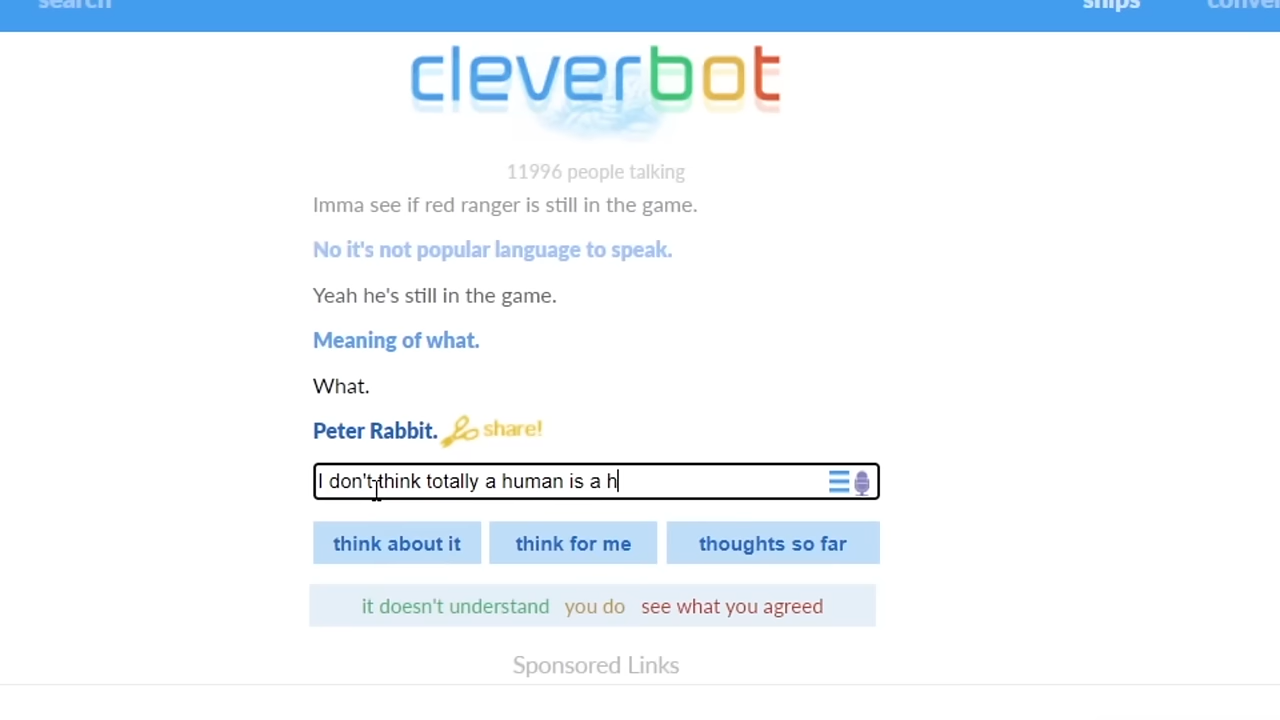 search ships
cleverbot
11996 people talking
Imma see if red ranger is still in the game.
No it's not popular language to speak.
Yeah he's still in the game.
Meaning of what.
What.
Peter Rabbit. share!
I don't think totally a human is a h
think about it think for me thoughts so far
it doesn't understand you do see what you agreed
Sponsored Links